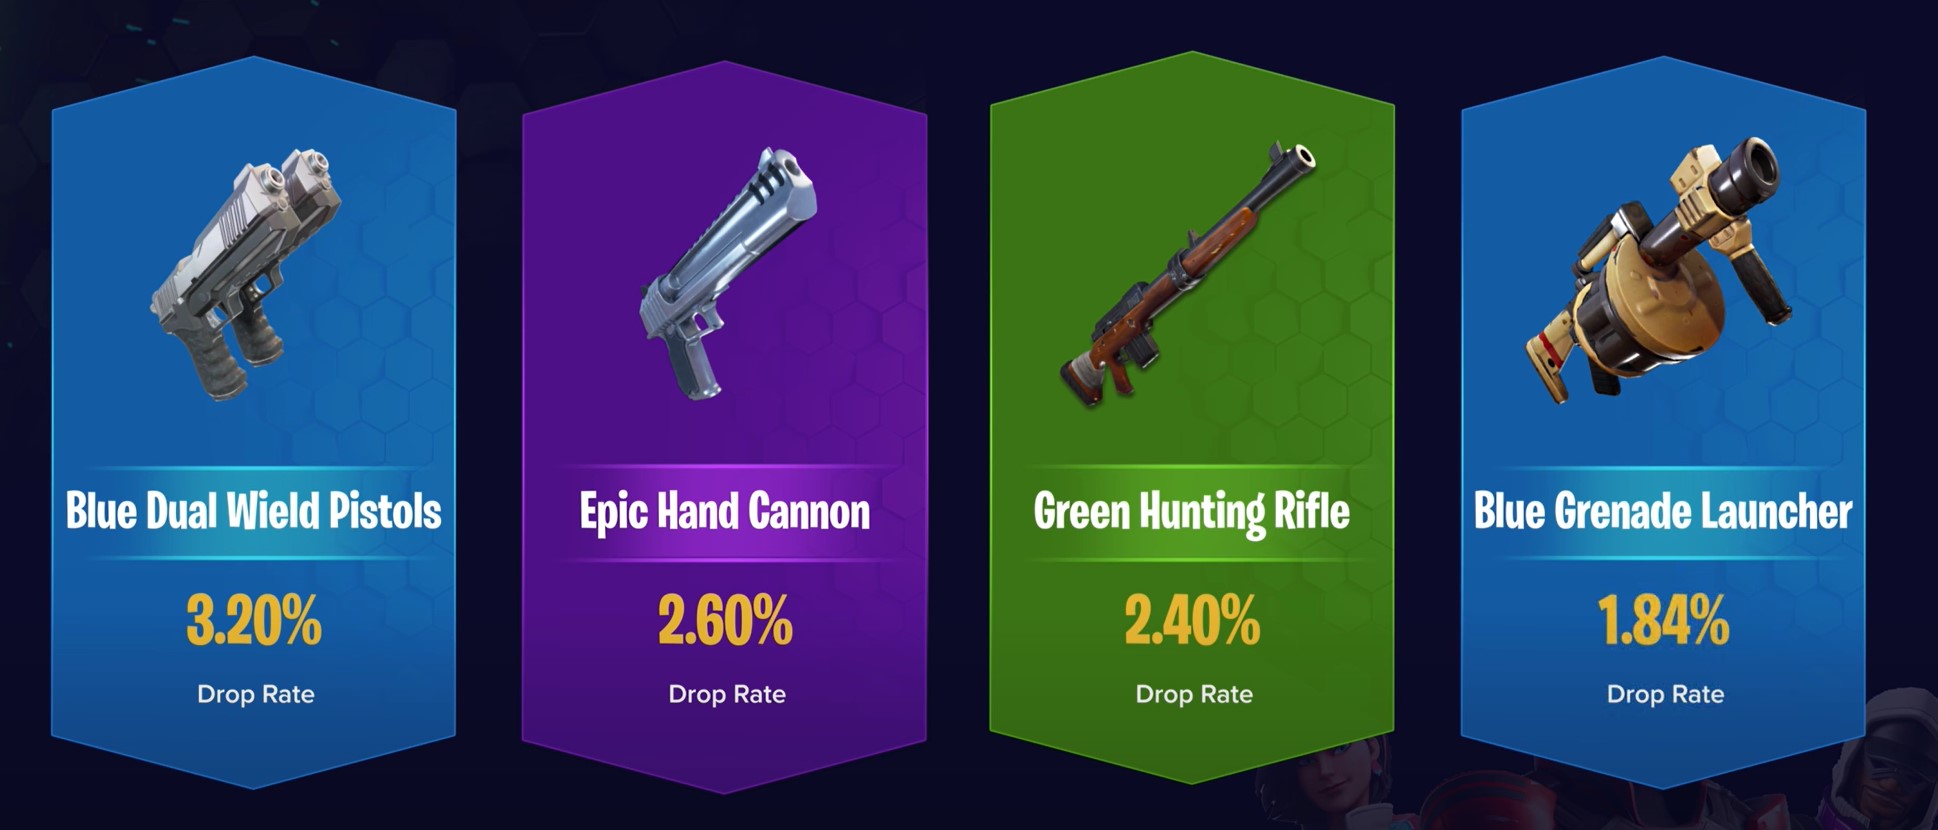 Blue Dual Wield Pistols
3.20%
Drop Rate
Epic Hand Cannon
2.60%
Drop Rate
Green Hunting Rifle
2.40%
Drop Rate
Blue Grenade Launcher
1.84%
Drop Rate